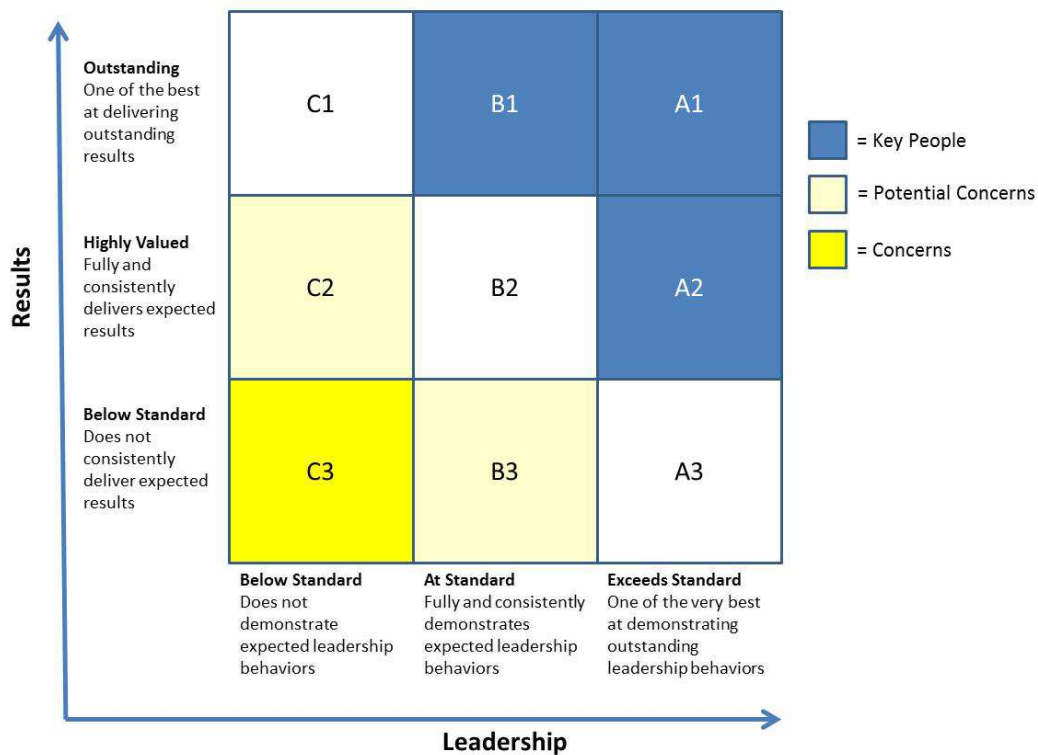 Outstanding
One of the best
at delivering
outstanding
results
C1
B1
A1
= Key People
= Potential Concerns
= Concerns
Results
Highly Valued
Fully and
consistently
delivers expected
results
C2
B2
A2
Below Standard
Does not
consistently
deliver expected
results
C3
B3
A3
Below Standard
Does not
demonstrate
expected leadership
behaviors
At Standard
Fully and consistently
demonstrates
expected leadership
behaviors
Exceeds Standard
One of the very best
at demonstrating
outstanding
leadership behaviors
Leadership